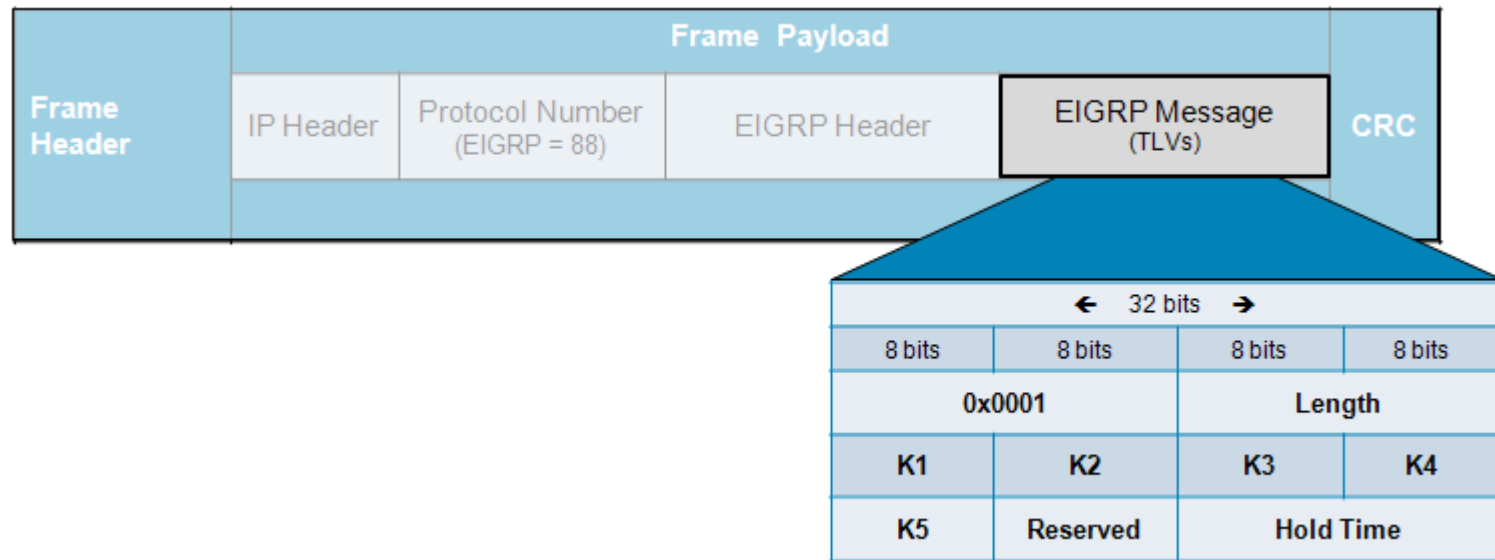 Frame Payload
Frame
Header
IP Header
Protocol Number
(EIGRP = 88)
EIGRP Header
EIGRP Message
(TLVs)
CRC
← 32 bits →
8 bits 8 bits 8 bits 8 bits
0x0001 Length
K1 K2 K3 K4
K5 Reserved Hold Time